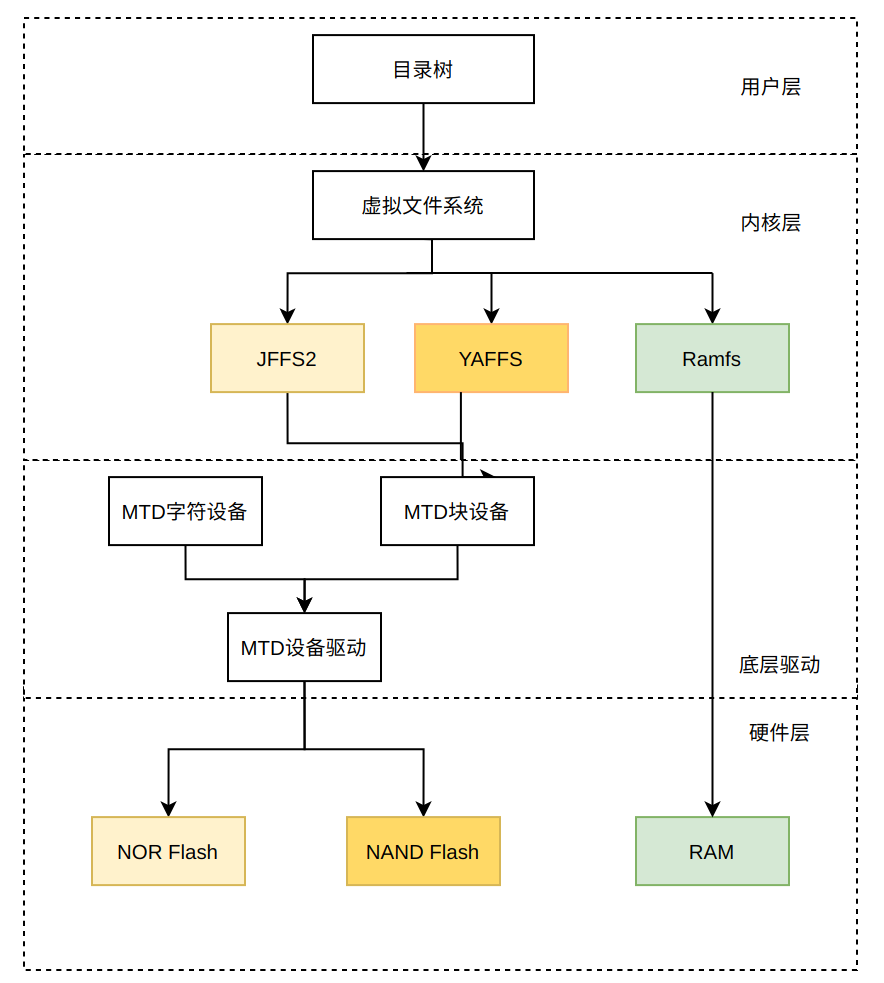 目录树
用户层
虚拟文件系统
内核层
JFFS2
YAFFS
Ramfs
MTD字符设备
MTD块设备
MTD设备驱动
底层驱动
硬件层
NOR Flash
NAND Flash
RAM